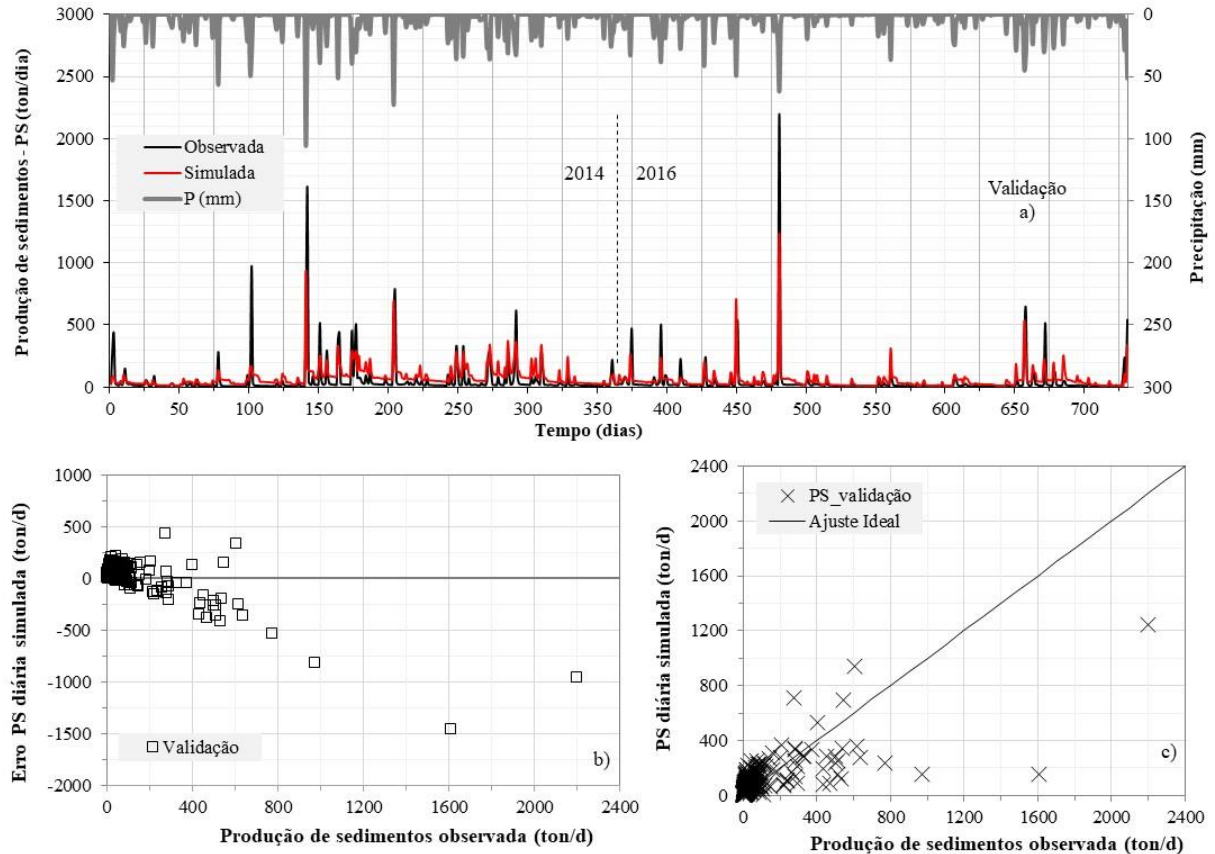 Produção de sedimentos - PS (ton/dia)
3000
2500
2000
1500
1000
500
0
Observada
Simulada
P (mm)
2014
2016
Validação
a)
0
50
100
150
200
250
300
Precipitação (mm)
0 50 100 150 200 250 300 350 400 450 500 550 600 650 700
Tempo (dias)
Erro PS diária simulada (ton/d)
1000
500
0
-500
-1000
-1500
-2000
Validação
b)
0 400 800 1200 1600 2000 2400
Produção de sedimentos observada (ton/d)
PS diária simulada (ton/d)
2400
2000
1600
1200
800
400
0
PS_validação
Ajuste Ideal
c)
0 400 800 1200 1600 2000 2400
Produção de sedimentos observada (ton/d)